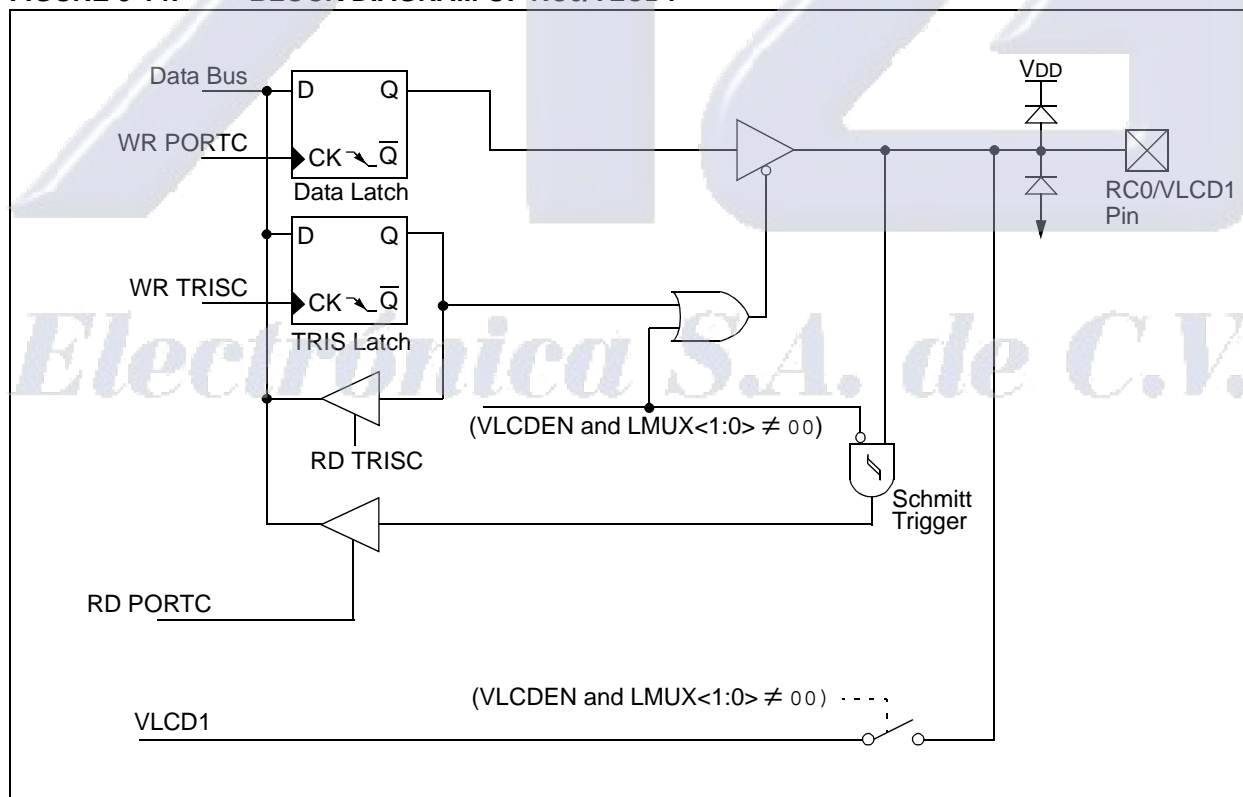 Data Bus
D Q
WR PORTC
CK Q
Data Latch
VDD
RC0/VLCD1
Pin
D Q
WR TRISC
CK Q
TRIS Latch
Electrónica S.A. de C.V.
(VLCDEN and LMUX<1:0> ≠ 00)
RD TRISC
Schmitt
Trigger
RD PORTC
(VLCDEN and LMUX<1:0> ≠ 00)
VLCD1